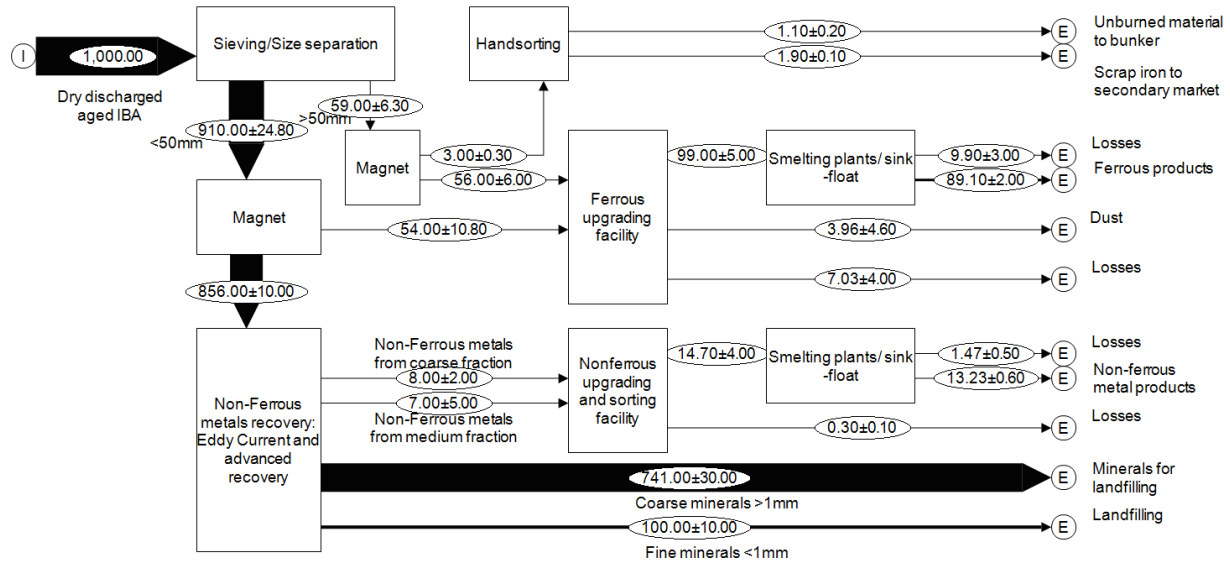 Sieving/Size separation
Handsorting
1.10±0.20
E
Unburned material
to bunker
I
1,000.00
1.90±0.10
E
Scrap iron to
secondary market
Dry discharged
aged IBA
59.00±6.30
>50mm
910.00±24.80
<50mm
Magnet
3.00±0.30
56.00±6.00
99.00±5.00
Smelting plants/ sink
-float
9.90±3.00
E
Losses
89.10±2.00
E
Ferrous products
Magnet
54.00±10.80
Ferrous
upgrading
facility
3.96±4.60
E
Dust
7.03±4.00
E
Losses
856.00±10.00
Non-Ferrous
metals recovery:
Eddy Current and
advanced
recovery
Non-Ferrous metals
from coarse fraction
8.00±2.00
7.00±5.00
Non-Ferrous metals
from medium fraction
Nonferrous
upgrading
and sorting
facility
14.70±4.00
Smelting plants/ sink
-float
1.47±0.50
E
Losses
13.23±0.60
E
Non-ferrous
metal products
0.30±0.10
E
Losses
741.00±30.00
E
Minerals for
landfilling
Coarse minerals >1mm
100.00±10.00
E
Landfilling
Fine minerals <1mm